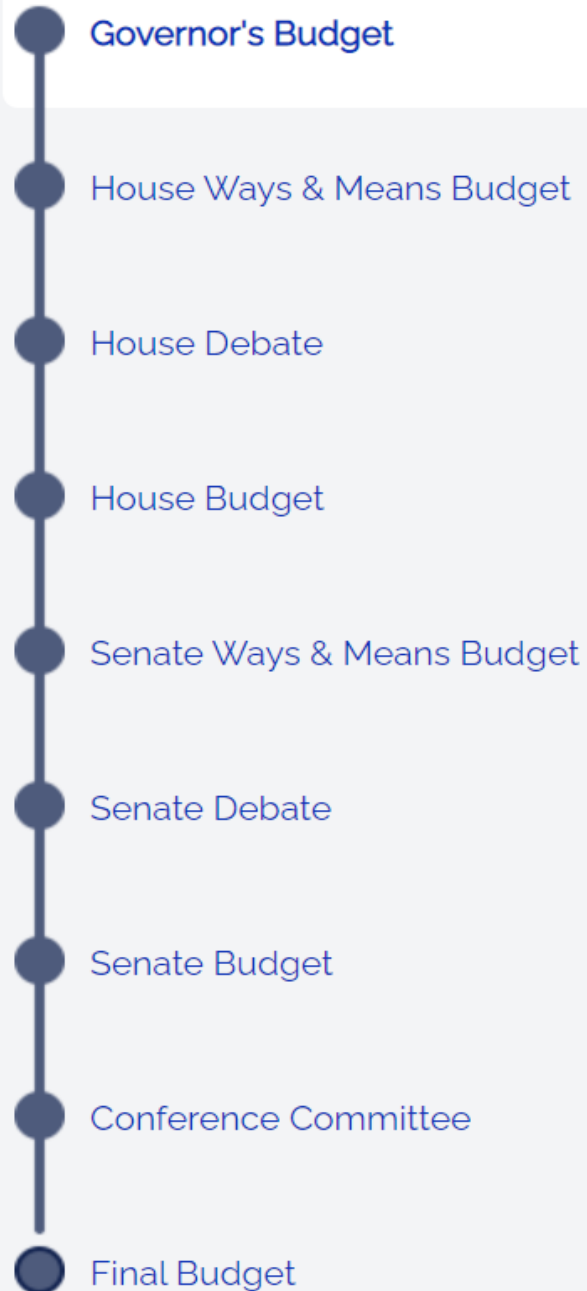 Governor's Budget
House Ways & Means Budget
House Debate
House Budget
Senate Ways & Means Budget
Senate Debate
Senate Budget
Conference Committee
Final Budget